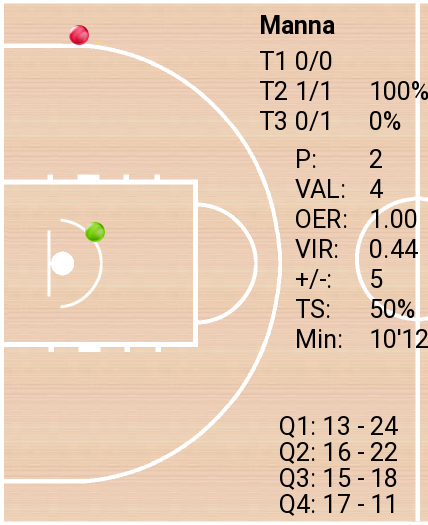 Manna
T1 0/0
T2 1/1 100%
T3 0/1 0%
P: 2
VAL: 4
OER: 1.00
VIR: 0.44
+/-: 5
TS: 50%
Min: 10'12
Q1: 13 - 24
Q2: 16 - 22
Q3: 15 - 18
Q4: 17 - 11